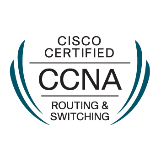 CISCO
CERTIFIED
CCNA
ROUTING &
SWITCHING